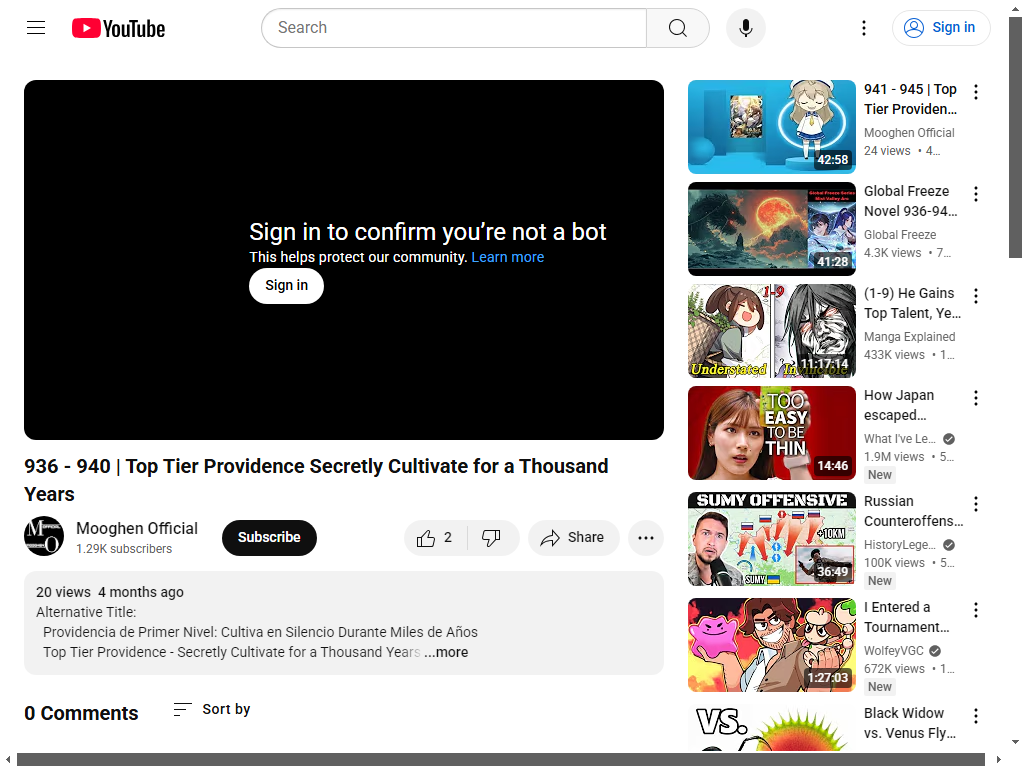 YouTube
Search
Sign in
Sign in to confirm you’re not a bot
This helps protect our community. Learn more
Sign in
936 - 940 | Top Tier Providence Secretly Cultivate for a Thousand
Years
Mooghen Official
1.29K subscribers
Subscribe
2
Share
20 views 4 months ago
Alternative Title:
Providencia de Primer Nivel: Cultiva en Silencio Durante Miles de Años
Top Tier Providence - Secretly Cultivate for a Thousand Years ...more
0 Comments
Sort by
42:58
941 - 945 | Top
Tier Providen...
Mooghen Official
24 views • 4...
41:28
Global Freeze
Novel 936-94...
Global Freeze
4.3K views • 7...
1-9
Understated
11:17:14
(1-9) He Gains
Top Talent, Ye...
Manga Explained
433K views • 1...
TOO
EASY
TO BE
THIN
14:46
How Japan
escaped...
What I've Le...
1.9M views • 5...
New
SUMY OFFENSIVE
+10KM
SUMY
36:49
Russian
Counteroffens...
HistoryLege...
100K views • 5...
New
1:27:03
I Entered a
Tournament...
WolfeyVGC
672K views • 1...
New
VS.
Black Widow
vs. Venus Fly...